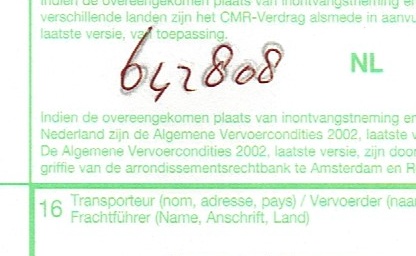 Indien de overeengekomen plaats van inontvangstneming en
verschillende landen zijn het CMR-Verdrag alsmede in aanvu
laatste versie, van toepassing.
642808
NL
Indien de overeengekomen plaats van inontvangstneming en
Nederland zijn de Algemene Vervoercondities 2002, laatste v
De Algemene Vervoercondities 2002, laatste versie, zijn door
griffie van de arrondissementsrechtbank te Amsterdam en R
16 Transporteur (nom, adresse, pays) / Vervoerder (naa
Frachtführer (Name, Anschrift, Land)